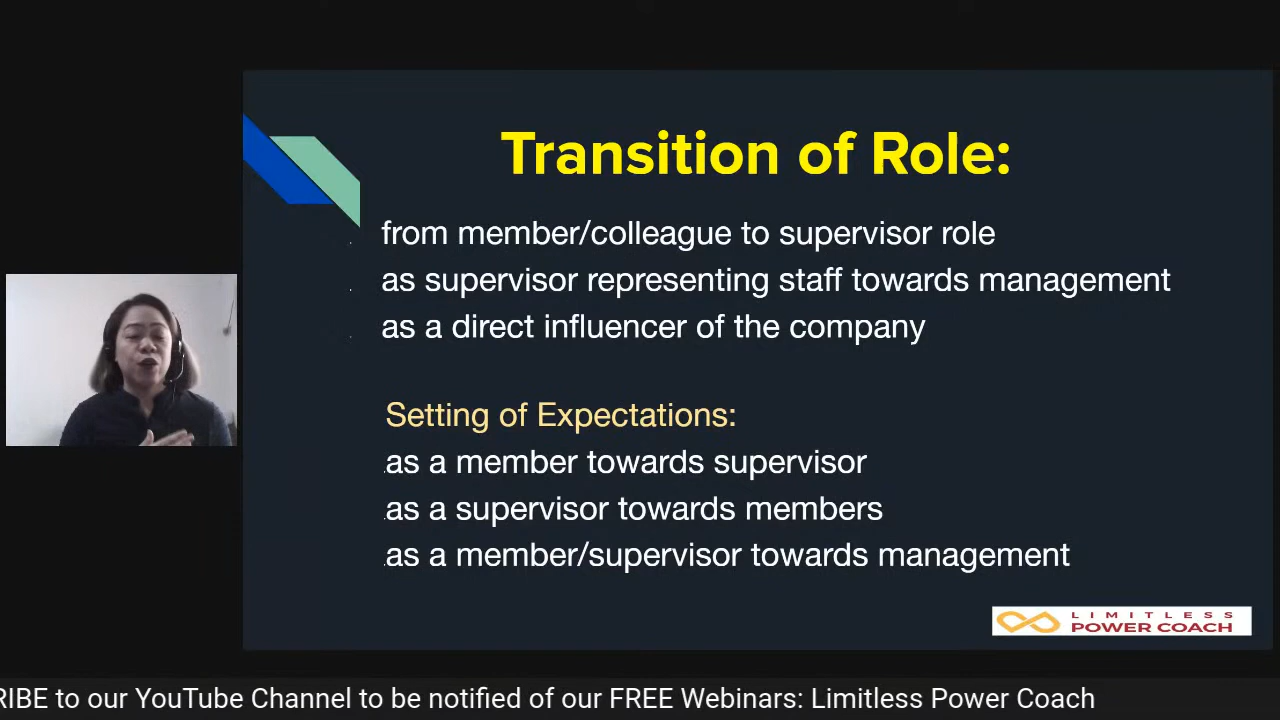 Transition of Role:
. from member/colleague to supervisor role
. as supervisor representing staff towards management
. as a direct influencer of the company
Setting of Expectations:
.as a member towards supervisor
.as a supervisor towards members
.as a member/supervisor towards management
LIMITLESS
POWER COACH
RIBE to our YouTube Channel to be notified of our FREE Webinars: Limitless Power Coach